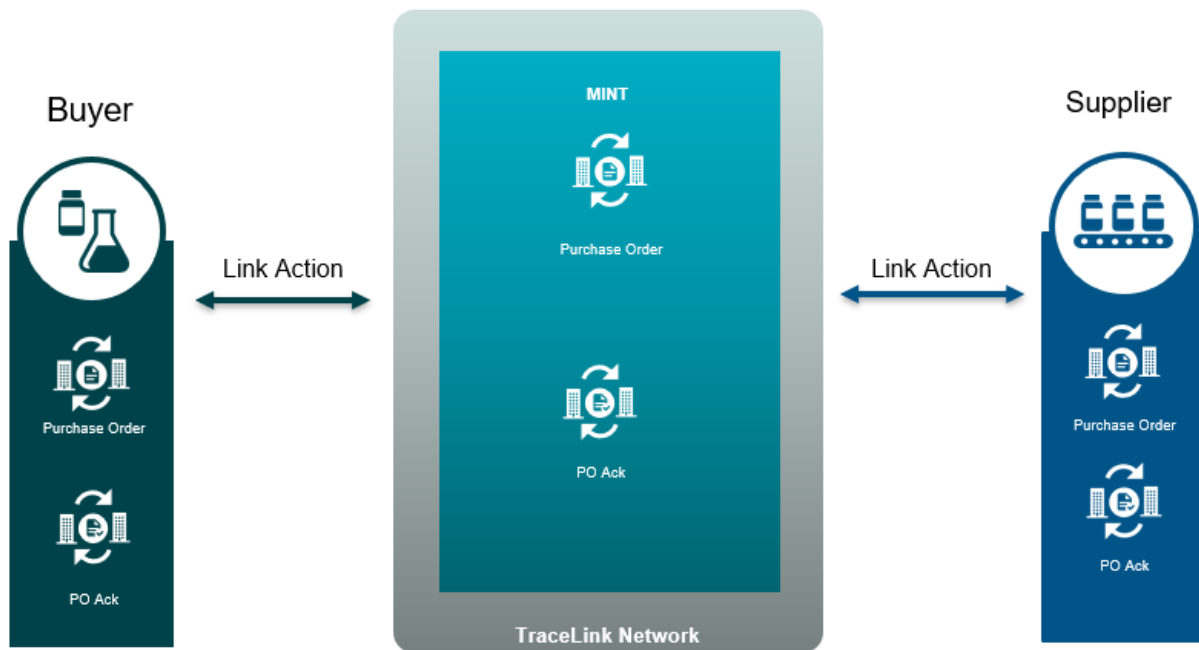 Buyer
Link Action
Purchase Order
PO Ack
MINT
Purchase Order
PO Ack
TraceLink Network
Link Action
Supplier
Purchase Order
PO Ack